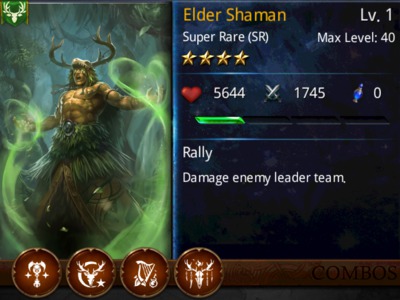 Elder Shaman
Lv. 1
Super Rare (SR)
Max Level: 40
5644
1745
0
Rally
Damage enemy leader team.
COMBOS